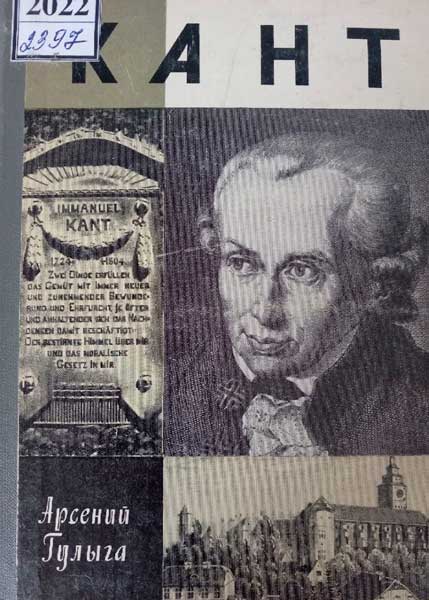 2022
2397
КАНТ
IMMANUEL
KANT
1724 1804
ZWEI DINGE ERFÜLLEN
DAS GEMÜT MIT IMMER NEUER
UND ZUNEHMENDER BEWUNDE-
RUNG UND EHRFURCHT, JE ÖFTER
UND ANHALTENDER SICH DAS NACH-
DENKEN DAMIT BESCHÄFTIGT:
DER BESTIRNTE HIMMEL ÜBER MIR
UND DAS MORALISCHE
GESETZ IN MIR.
Арсений
Гулыга